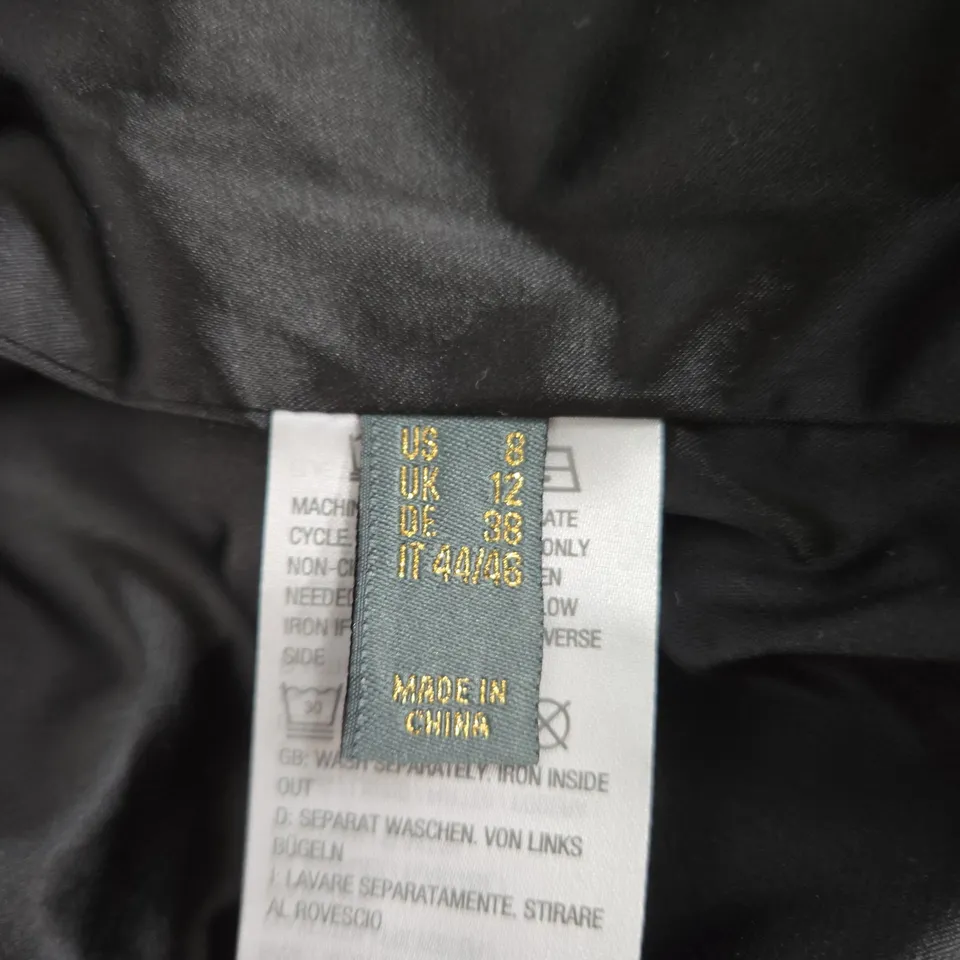 US 8
UK 12
DE 38
IT 44/46
MADE IN
CHINA
MACHIN ATE
CYCLE. ONLY
NON-C EN
NEEDED LOW
IRON IF VERSE
SIDE
30
GB: WASH SEPARATELY. IRON INSIDE
OUT
D: SEPARAT WASCHEN. VON LINKS
BÜGELN
I: LAVARE SEPARATAMENTE. STIRARE
AL ROVESCIO